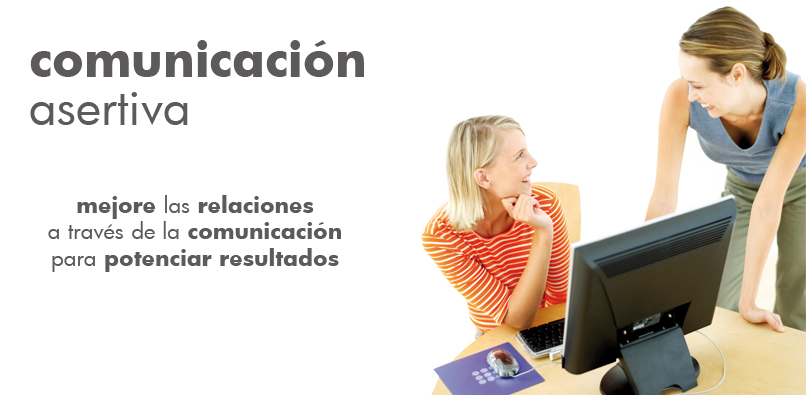 comunicación
asertiva
mejore las relaciones
a través de la comunicación
para potenciar resultados